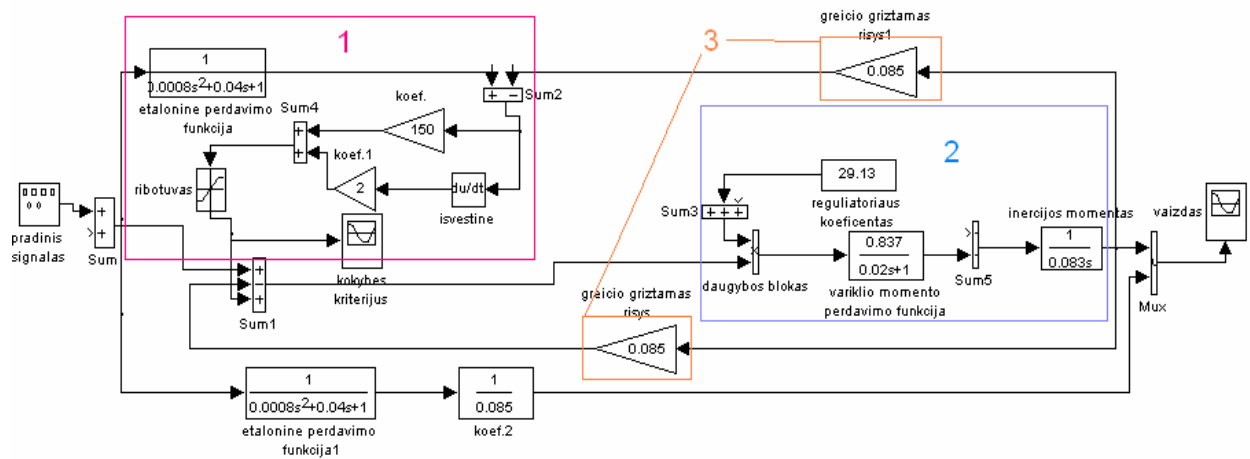 1
3
greicio griztamas
risys1
0.085
1
0.0008s²+0.04s+1
etalonine perdavimo
funkcija
+ −
Sum2
koef.
150
Sum4
+
+
koef.1
2
du/dt
isvestine
ribotuvas
kokybes
kriterijus
pradinis
signalas
+
+
Sum
+
−
+
Sum1
2
29.13
reguliatoriaus
koeficentas
Sum3
+ + +
×
daugybos blokas
0.837
0.02s+1
variklio momento
perdavimo funkcija
-
-
Sum5
inercijos momentas
1
0.083s
vaizdas
Mux
greicio griztamas
risys
0.085
1
0.0008s²+0.04s+1
etalonine perdavimo
funkcija1
1
0.085
koef.2